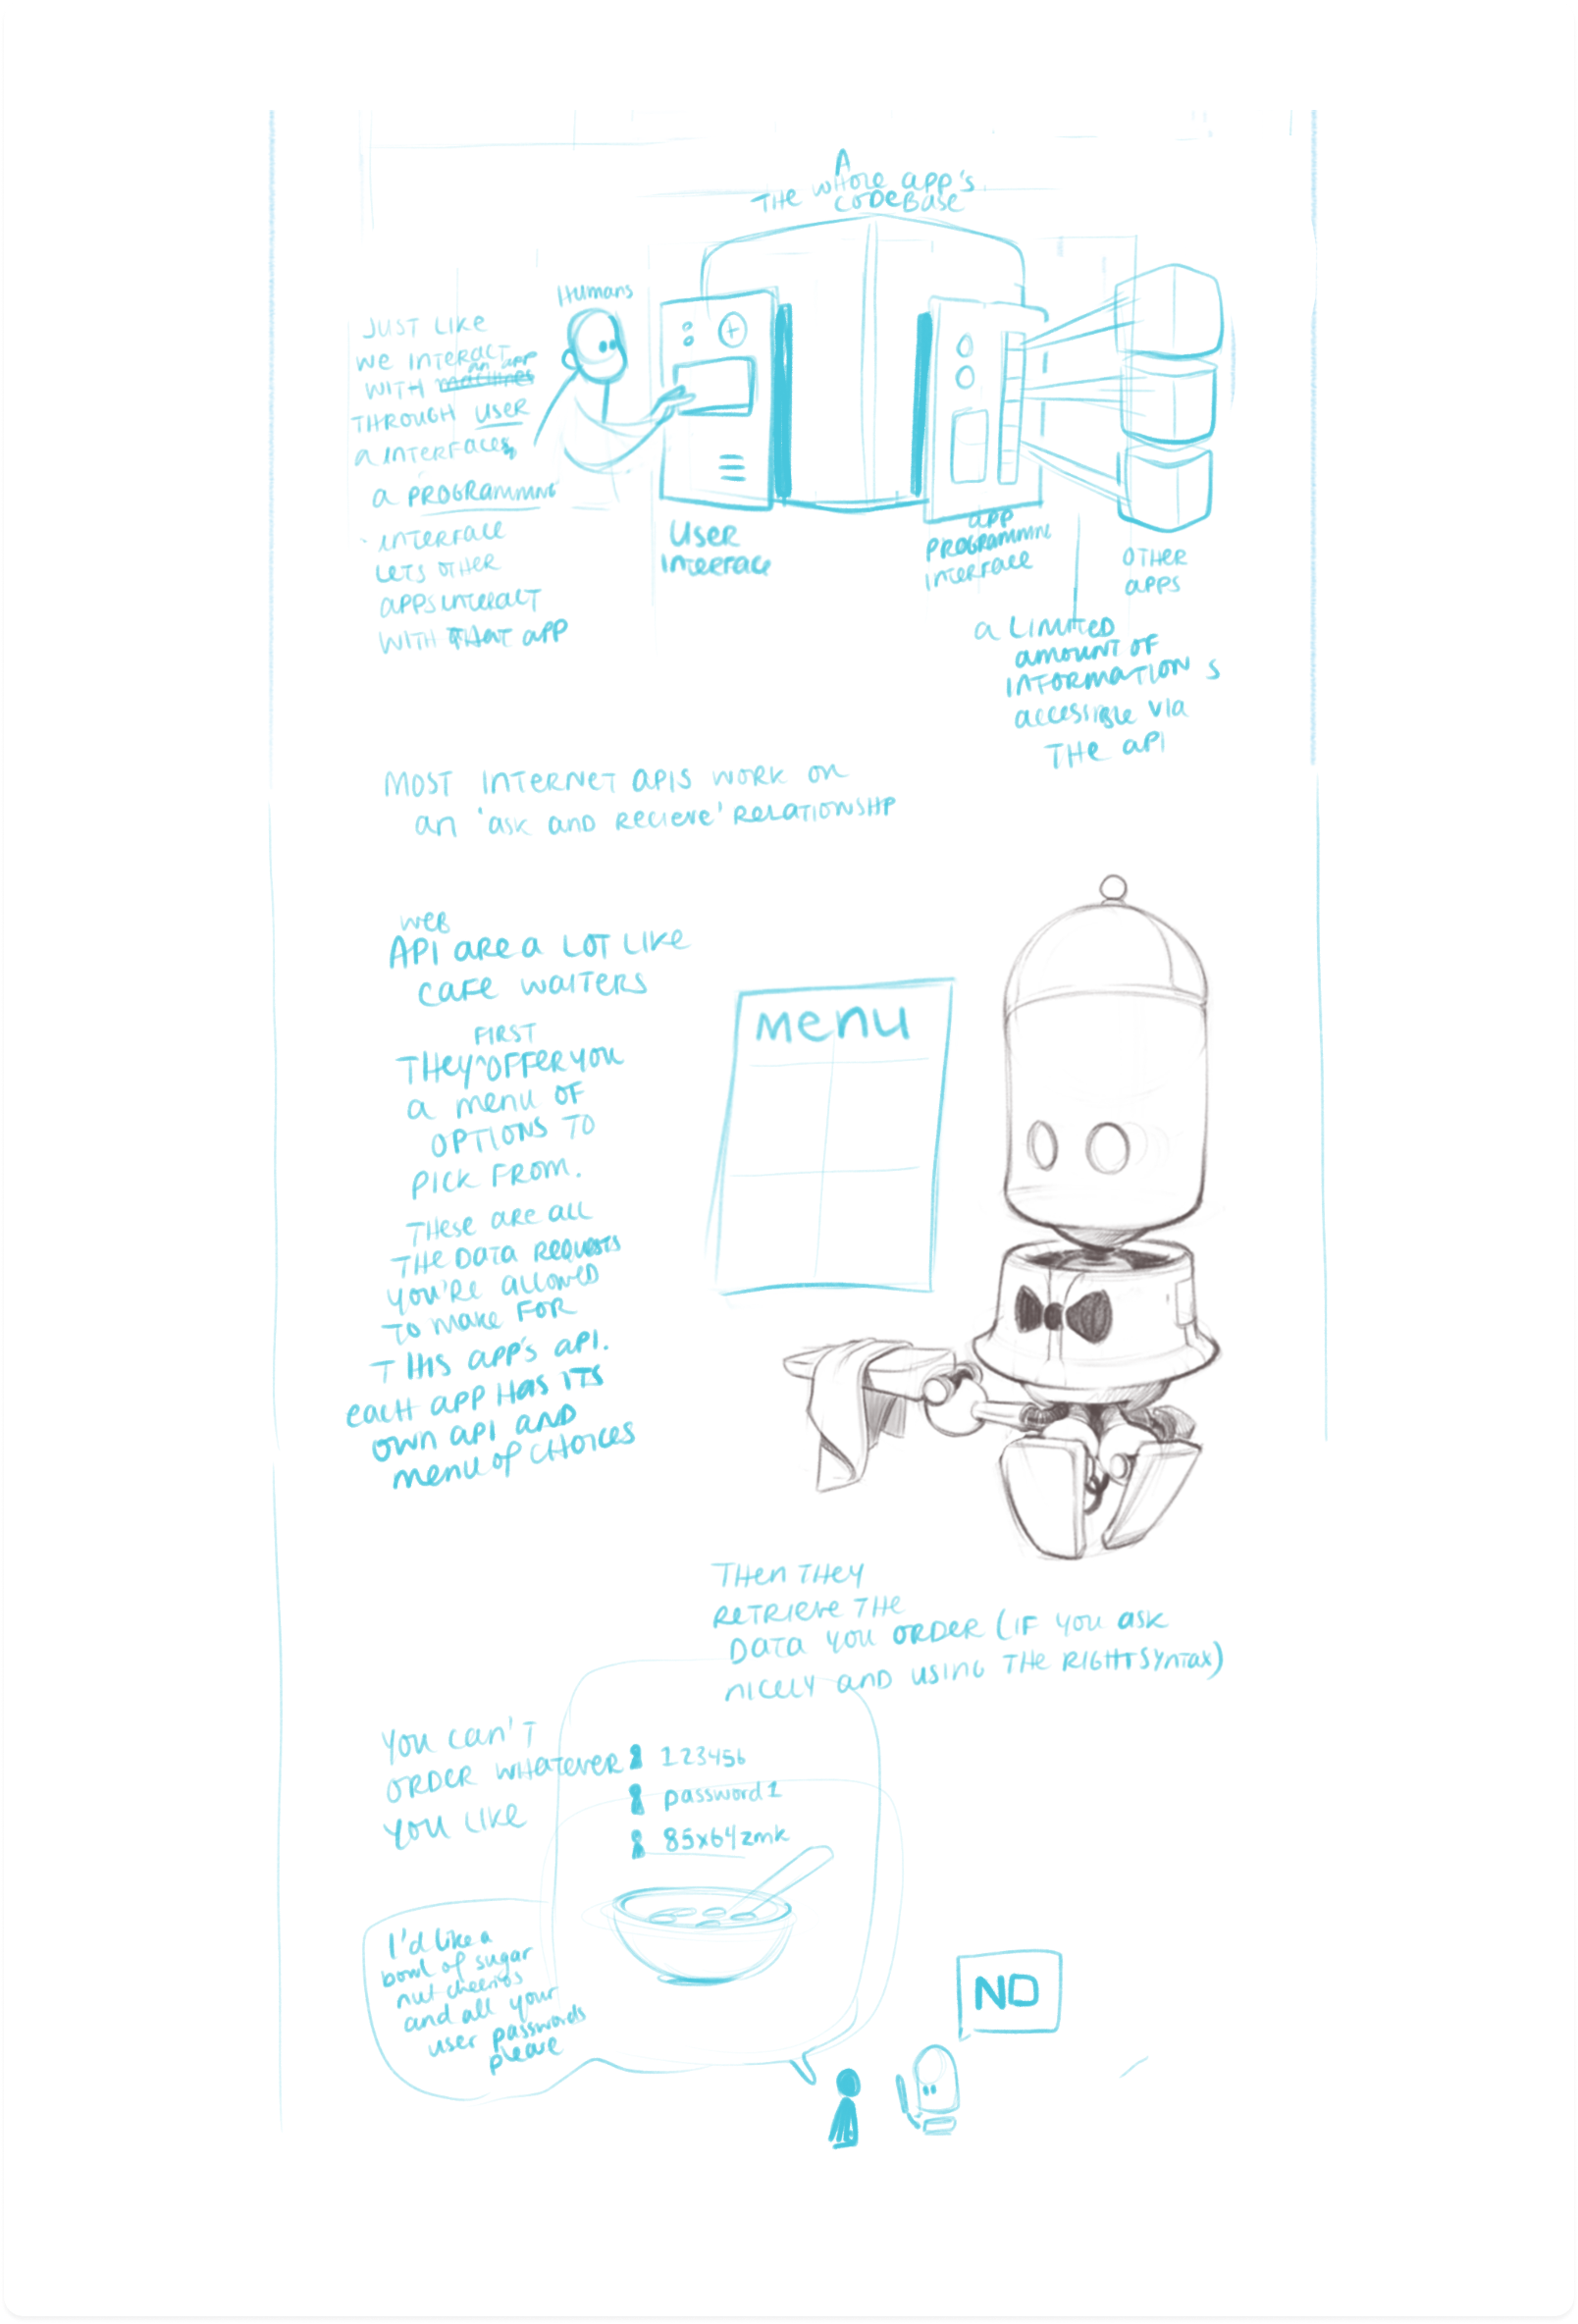 A
THE WHOLE APP'S
CODEBASE
Humans
JUST LIKE
WE INTERACT
an app
WITH machines
THROUGH USER
a INTERFACES,
a PROGRAMMING
INTERFACE
LETS OTHER
APPS INTERACT
WITH THAT APP
USER
INTERFACE
APP
PROGRAMMING
INTERFACE
OTHER
APPS
a LIMITED
amount OF
INFORMATION IS
accessible via
THE API
MOST INTERNET APIS WORK ON
an 'ASK AND RECIEVE' RELATIONSHIP
WEB
API are a LOT LIKE
CAFE WAITERS
FIRST
THEY^OFFER YOU
a menu OF
OPTIONS TO
PICK FROM.
THESE ARE ALL
THE DATA REQUESTS
YOU'RE ALLOWED
TO MAKE FOR
THIS APP'S API.
EACH APP HAS ITS
OWN API AND
MENU OF CHOICES
menu
THEN THEY
RETRIEVE THE
DATA YOU ORDER (IF YOU ASK
NICELY AND USING THE RIGHT SYNTAX)
YOU CAN'T
ORDER WHATEVER
YOU LIKE
123456
password1
85x64zmk
I'd like a
bowl of sugar
nut cheerios
and all your
user passwords
please
NO